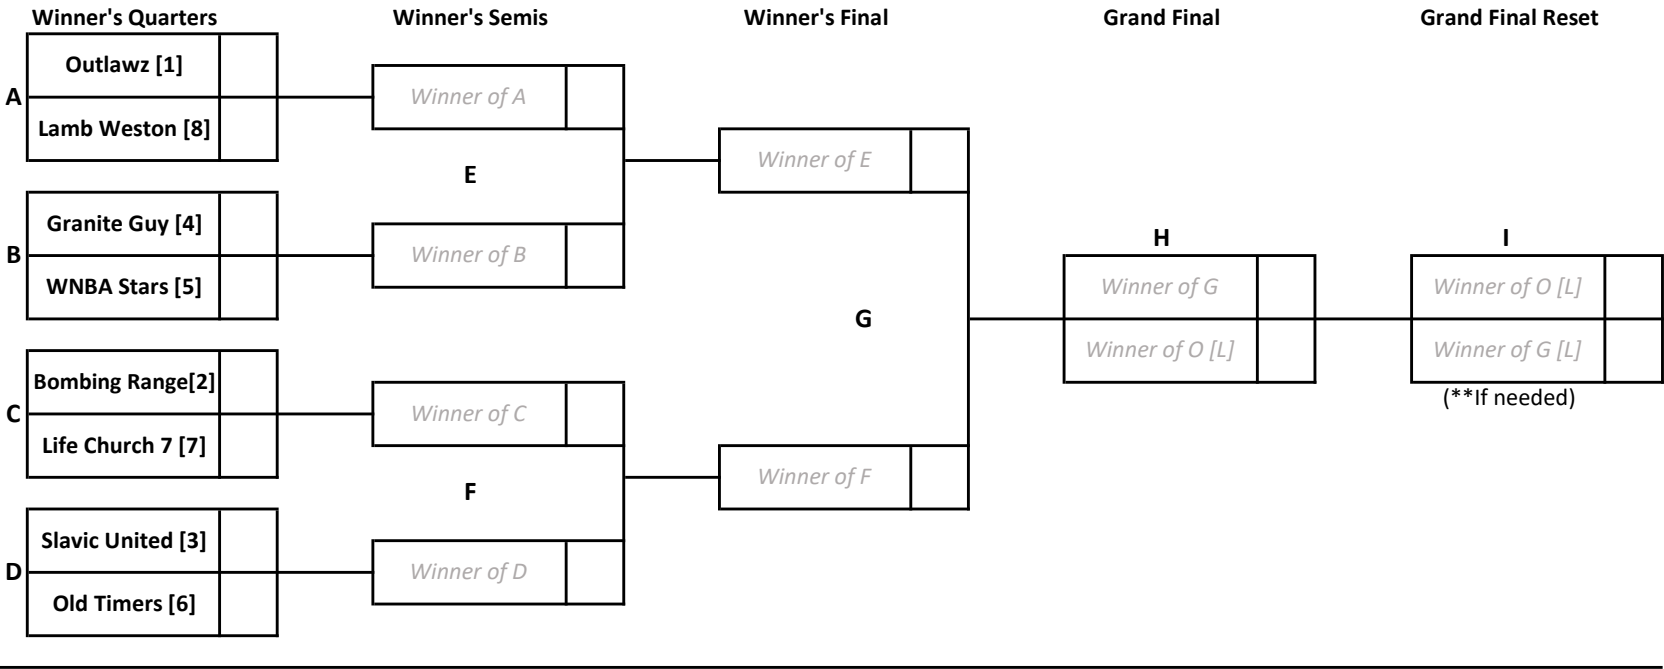 Winner's Quarters Winner's Semis Winner's Final Grand Final Grand Final Reset
Outlawz [1]
A
Winner of A
Lamb Weston [8]
Winner of E
E
Granite Guy [4]
B
Winner of B
H
I
WNBA Stars [5]
Winner of G
Winner of O [L]
G
Winner of O [L]
Winner of G [L]
Bombing Range[2]
(**If needed)
C
Winner of C
Life Church 7 [7]
Winner of F
F
Slavic United [3]
D
Winner of D
Old Timers [6]